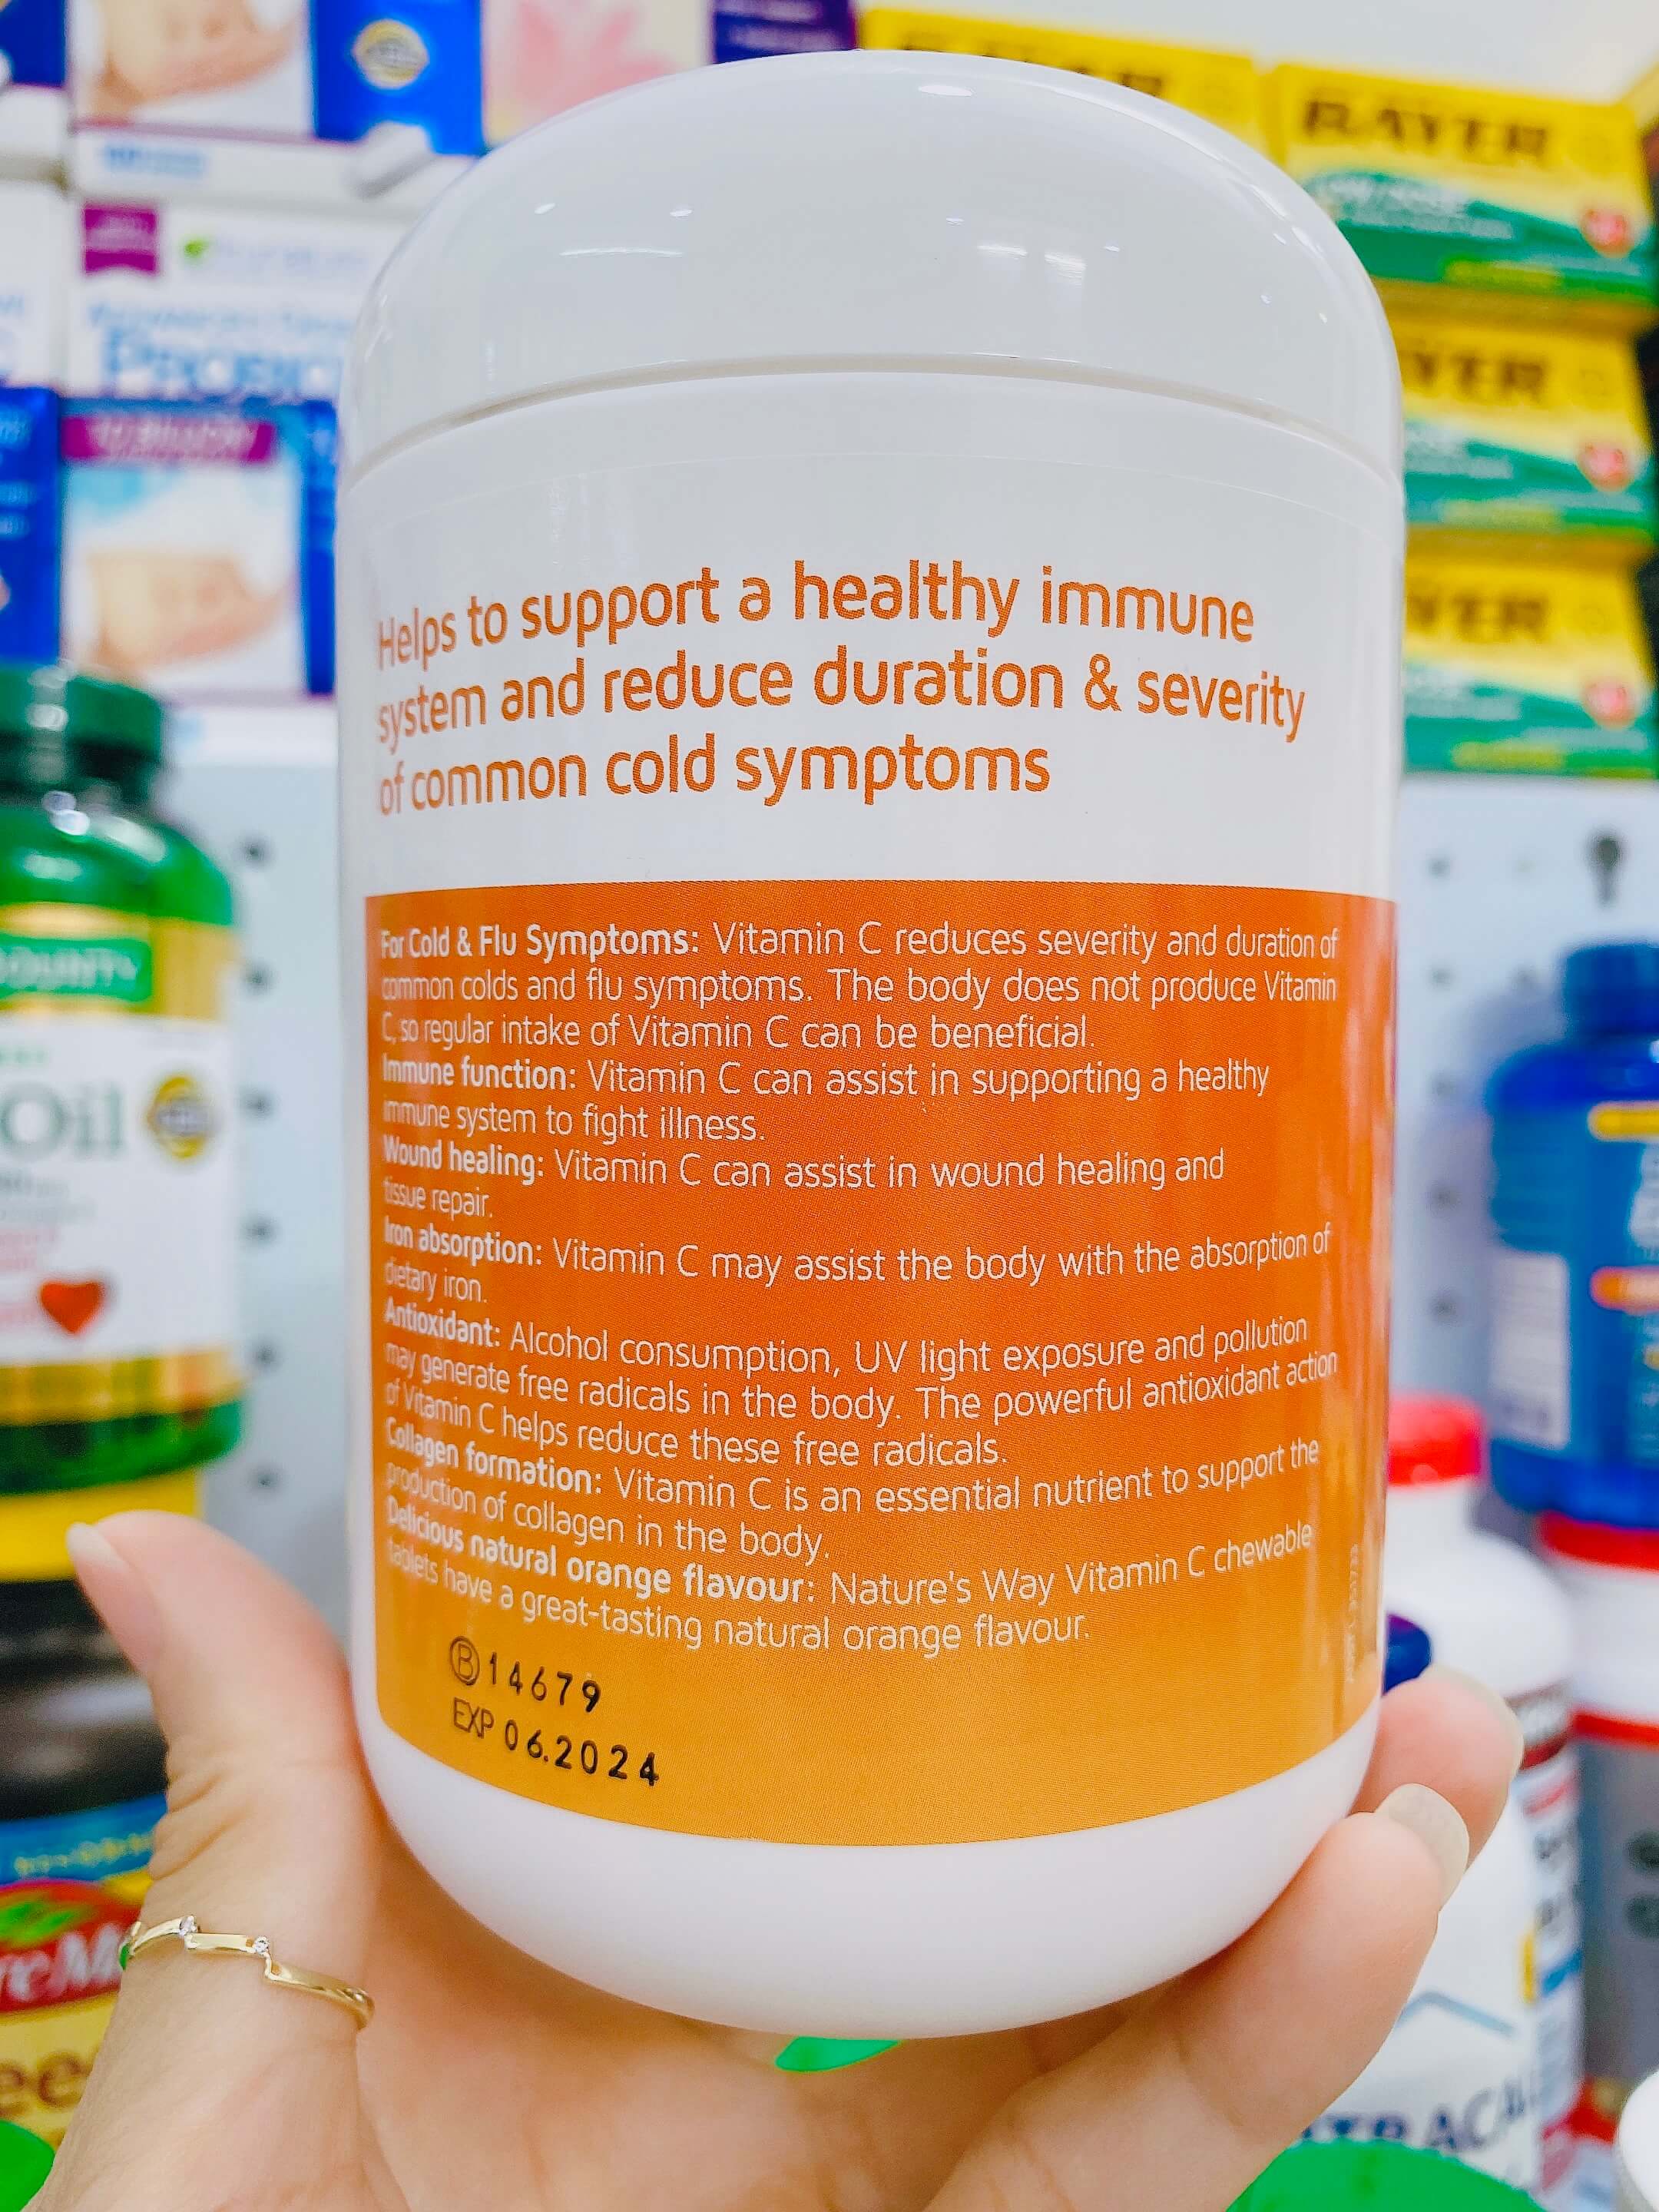 BAYER
YER
YER
10 BILLION
Oil
Helps to support a healthy immune
system and reduce duration & severity
of common cold symptoms
For Cold & Flu Symptoms: Vitamin C reduces severity and duration of
common colds and flu symptoms. The body does not produce Vitamin
C, so regular intake of Vitamin C can be beneficial.
Immune function: Vitamin C can assist in supporting a healthy
immune system to fight illness.
Wound healing: Vitamin C can assist in wound healing and
tissue repair.
Iron absorption: Vitamin C may assist the body with the absorption of
dietary iron.
Antioxidant: Alcohol consumption, UV light exposure and pollution
may generate free radicals in the body. The powerful antioxidant action
of Vitamin C helps reduce these free radicals.
Collagen formation: Vitamin C is an essential nutrient to support the
production of collagen in the body.
Delicious natural orange flavour: Nature's Way Vitamin C chewable
tablets have a great-tasting natural orange flavour.
Ⓑ14679
EXP 06.2024